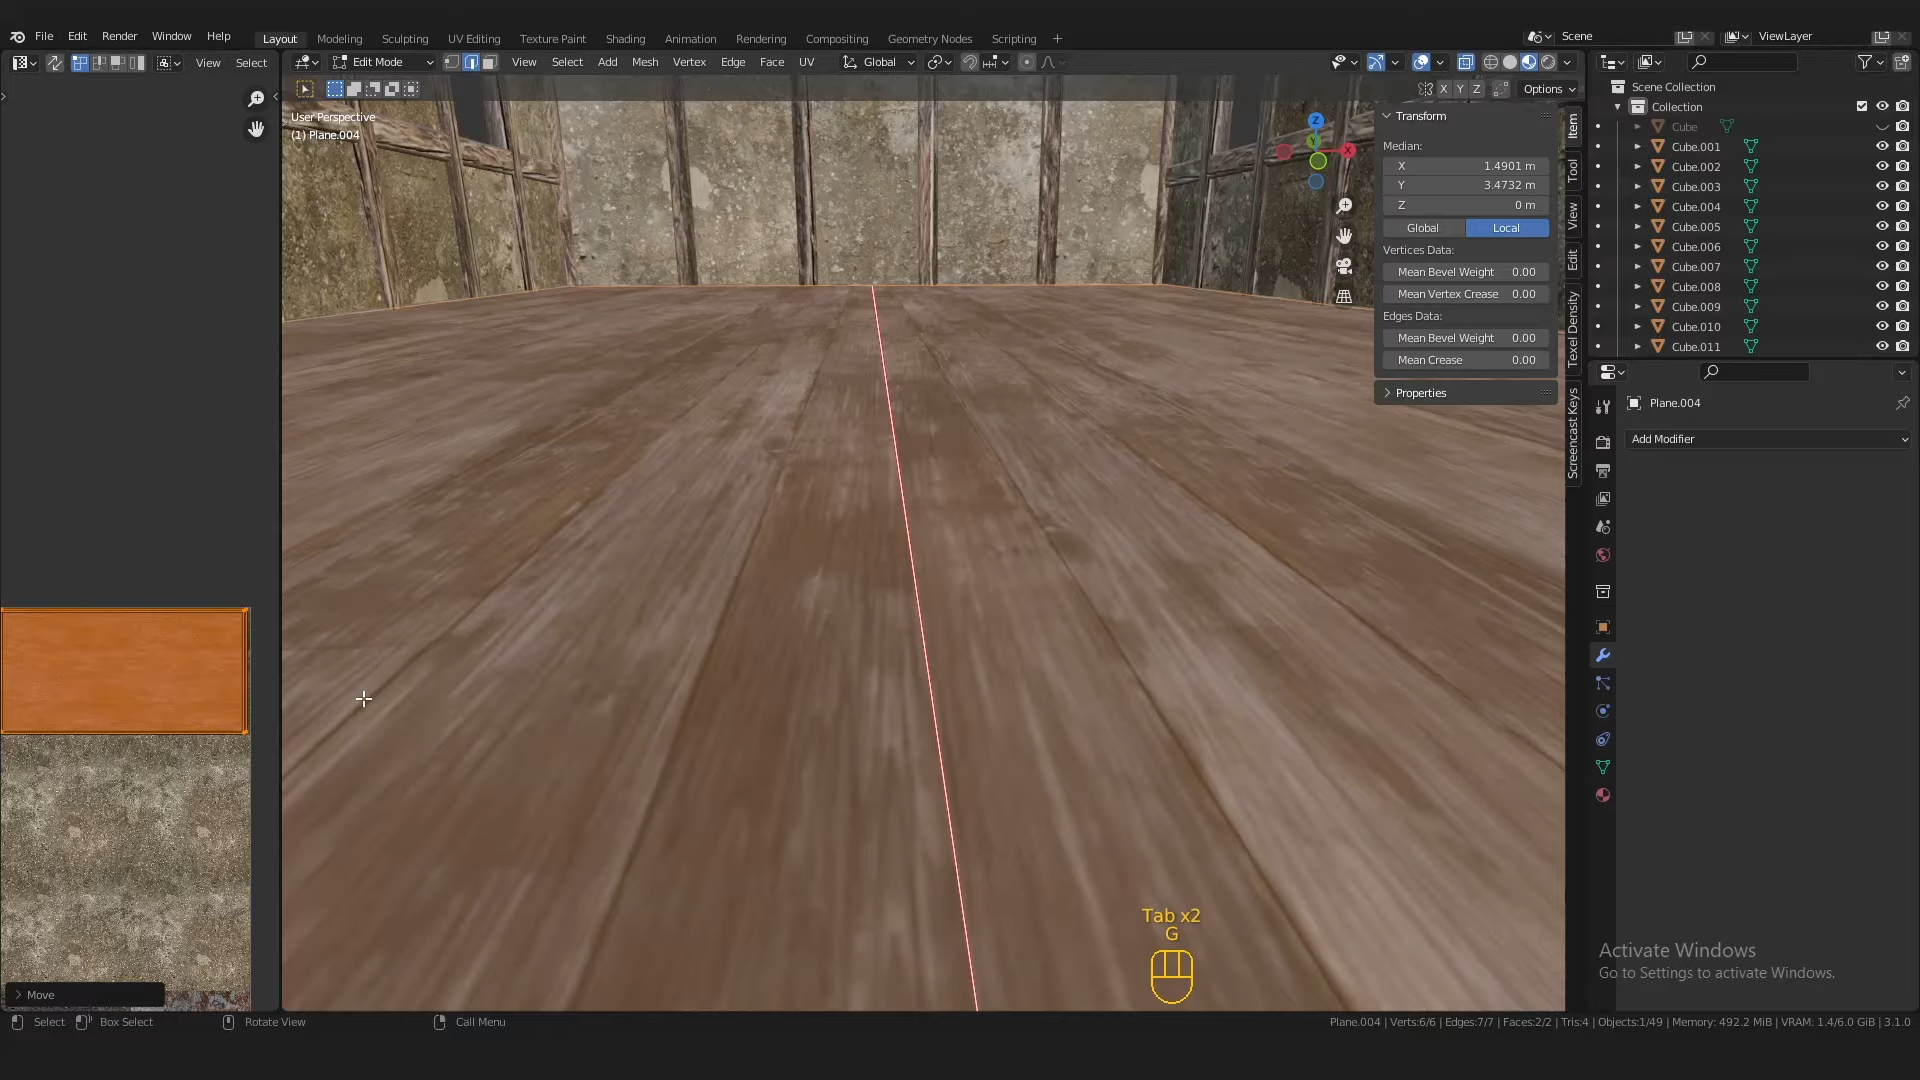 File Edit Render Window Help
Layout Modeling Sculpting UV Editing Texture Paint Shading Animation Rendering Compositing Geometry Nodes Scripting +
Scene
ViewLayer
View Select
Edit Mode
View Select Add Mesh Vertex Edge Face UV
Global
X Y Z
Options
User Perspective
(1) Plane.004
Z
X
Transform
Median:
X 1.4901 m
Y 3.4732 m
Z 0 m
Global Local
Vertices Data:
Mean Bevel Weight 0.00
Mean Vertex Crease 0.00
Edges Data:
Mean Bevel Weight 0.00
Mean Crease 0.00
Properties
Item
Tool
View
Edit
Texel Density
Screencast Keys
Scene Collection
Collection
Cube
Cube.001
Cube.002
Cube.003
Cube.004
Cube.005
Cube.006
Cube.007
Cube.008
Cube.009
Cube.010
Cube.011
Plane.004
Add Modifier
Tab x2
G
Activate Windows
Go to Settings to activate Windows.
Move
Select
Box Select
Rotate View
Call Menu
Plane.004 | Verts:6/6 | Edges:7/7 | Faces:2/2 | Tris:4 | Objects:1/49 | Memory: 492.2 MiB | VRAM: 1.4/6.0 GiB | 3.1.0